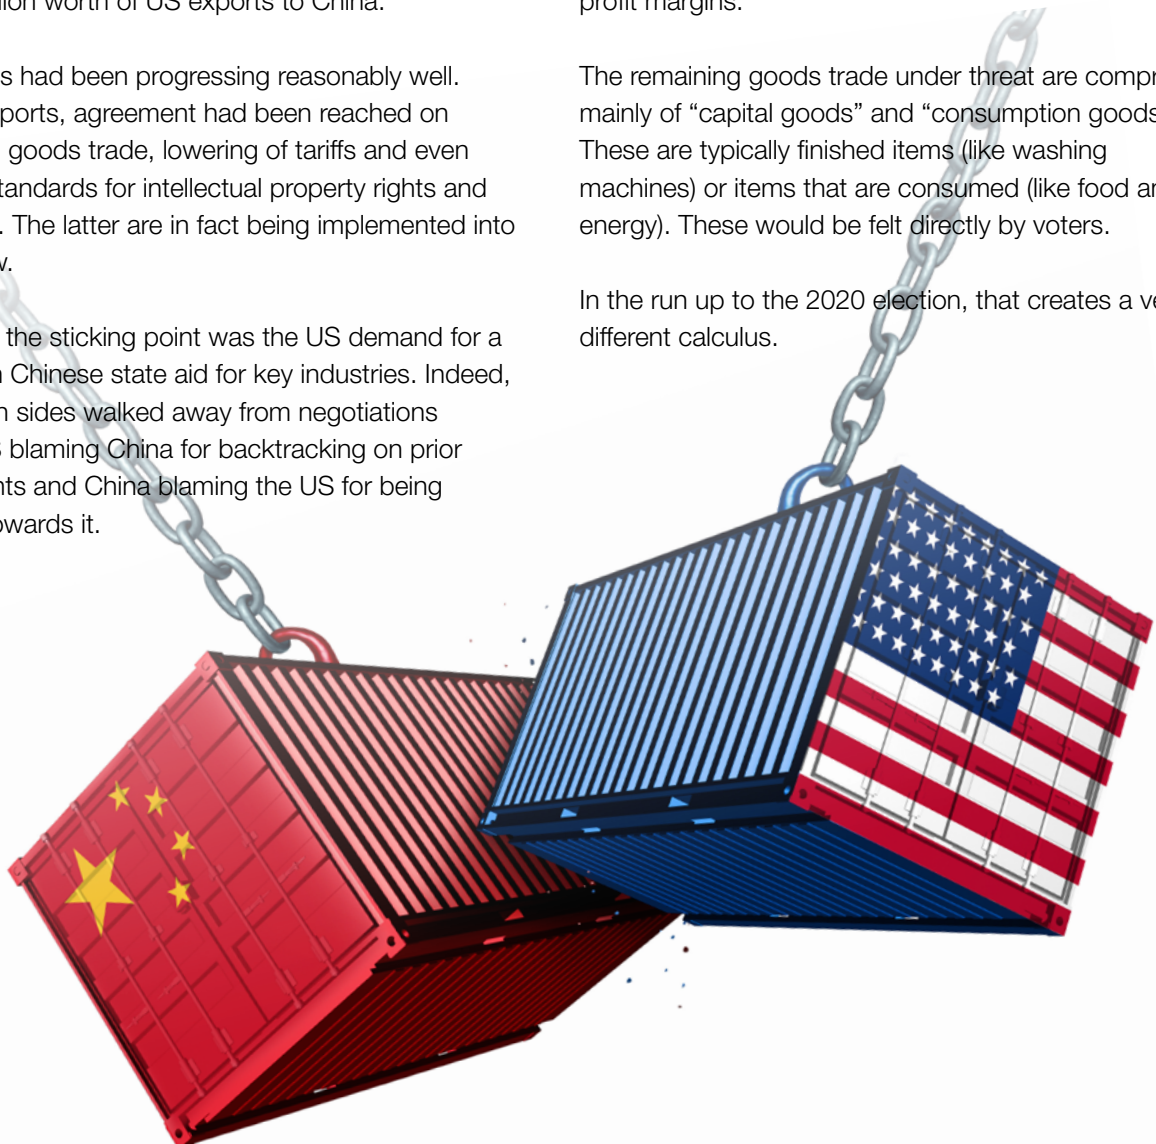 worth of US exports to China.
s had been progressing reasonably well.
ports, agreement had been reached on
goods trade, lowering of tariffs and even
tandards for intellectual property rights and
. The latter are in fact being implemented into
w.
the sticking point was the US demand for a
n Chinese state aid for key industries. Indeed,
n sides walked away from negotiations
S blaming China for backtracking on prior
nts and China blaming the US for being
owards it.
profit margins.
The remaining goods trade under threat are compr
mainly of “capital goods” and “consumption goods
These are typically finished items (like washing
machines) or items that are consumed (like food ar
energy). These would be felt directly by voters.
In the run up to the 2020 election, that creates a ve
different calculus.